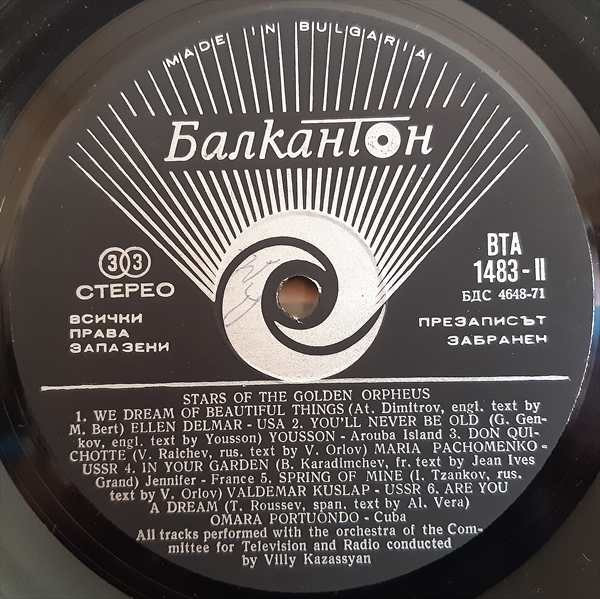 MADE IN BULGARIA
Балкантон
33
СТЕРЕО
ВСИЧКИ
ПРАВА
ЗАПАЗЕНИ
ВТА
1483-II
БДС 4648-71
ПРЕЗАПИСЪТ
ЗАБРАНЕН
STARS OF THE GOLDEN ORPHEUS
1. WE DREAM OF BEAUTIFUL THINGS (At. Dimitrov, engl. text by
M. Bert) ELLEN DELMAR - USA 2. YOU'LL NEVER BE OLD (G. Gen-
kov, engl. text by Yousson) YOUSSON - Arouba Island 3. DON QUI-
CHOTTE (V. Raichev, rus. text by V. Orlov) MARIA PACHOMENKO -
USSR 4. IN YOUR GARDEN (B. Karadimchev, fr. text by Jean Ives
Grand) Jennifer - France 5. SPRING OF MINE (I. Tzankov, rus.
text by V. Orlov) VALDEMAR KUSLAP - USSR 6. ARE YOU
A DREAM (T. Roussev, span. text by Al. Vera)
OMARA PORTUONDO - Cuba
All tracks performed with the orchestra of the Com-
mittee for Television and Radio conducted
by Villy Kazassyan